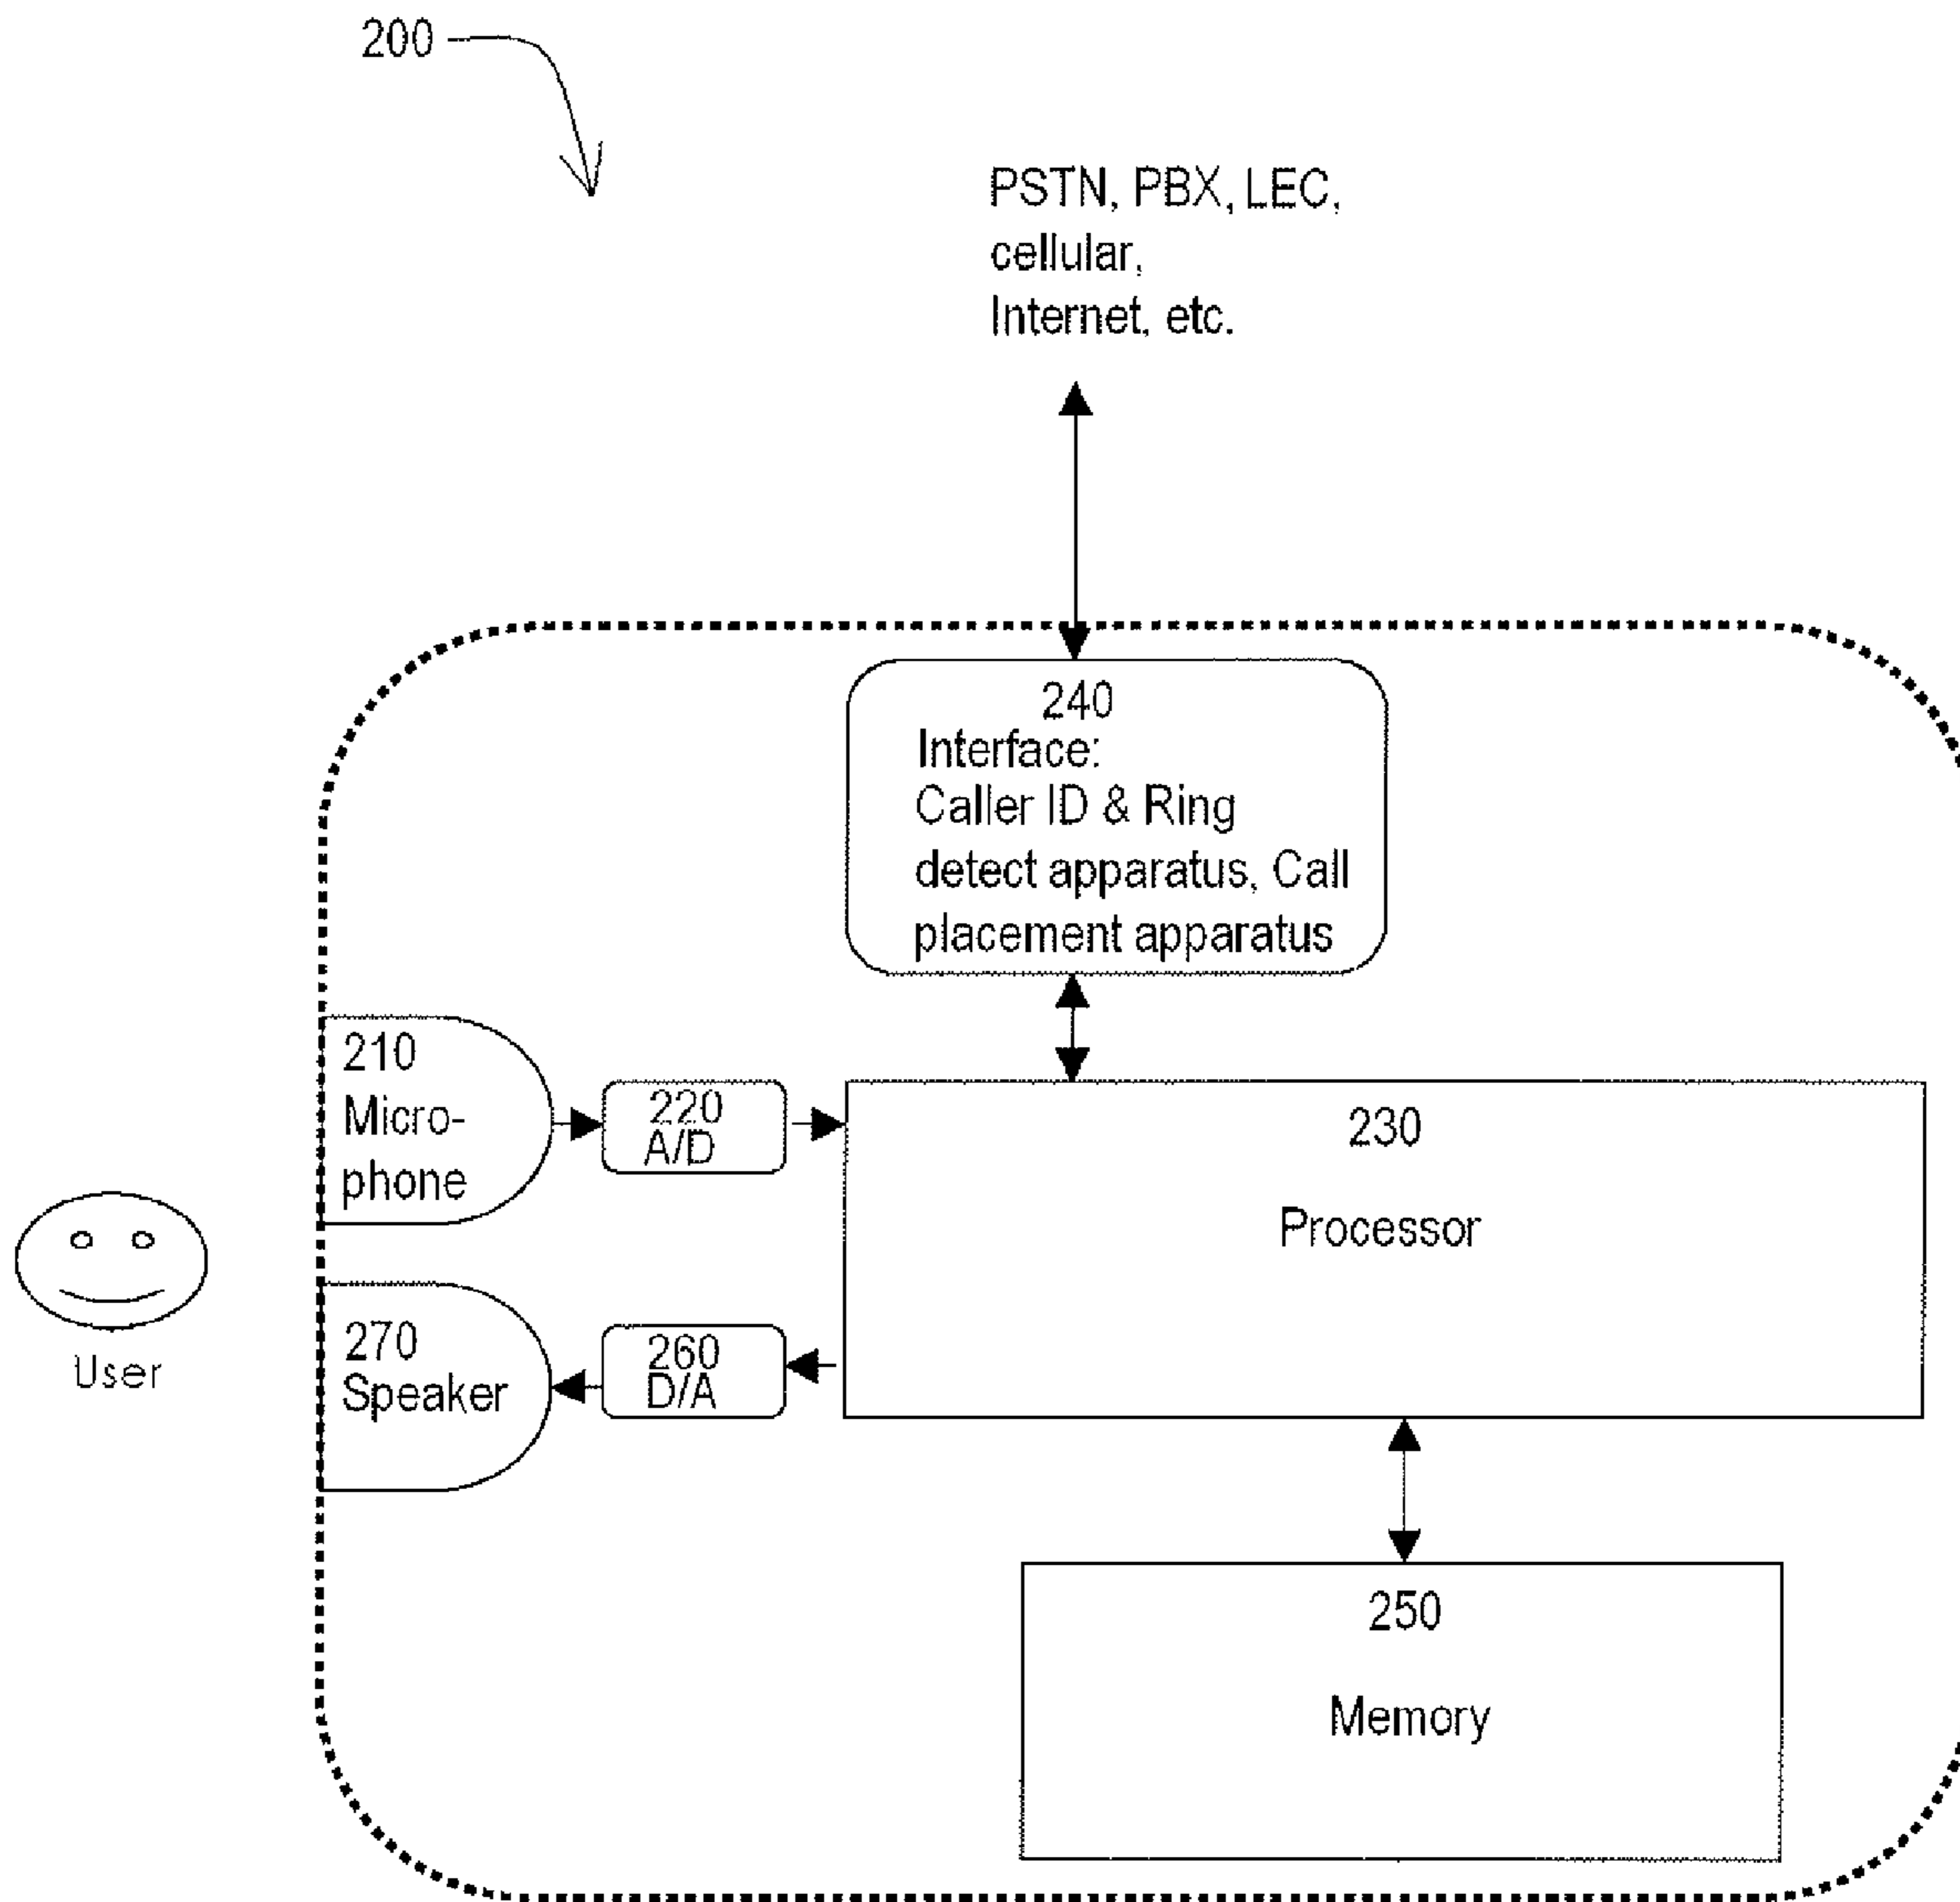 200
PSTN, PBX, LEC,
cellular,
Internet, etc.
240
Interface:
Caller ID & Ring
detect apparatus, Call
placement apparatus
210
Micro-
phone
220
A/D
230
Processor
User
270
Speaker
260
D/A
250
Memory